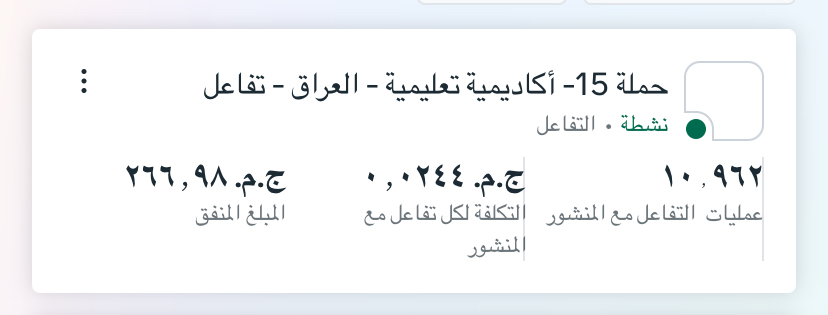 حملة 15- أكاديمية تعليمية - العراق - تفاعل
نشطة • التفاعل
١٠,٩٦٢
عمليات التفاعل مع المنشور
ج.م. ٠,٠٢٤٤
التكلفة لكل تفاعل مع
المنشور
ج.م. ٢٦٦,٩٨
المبلغ المنفق